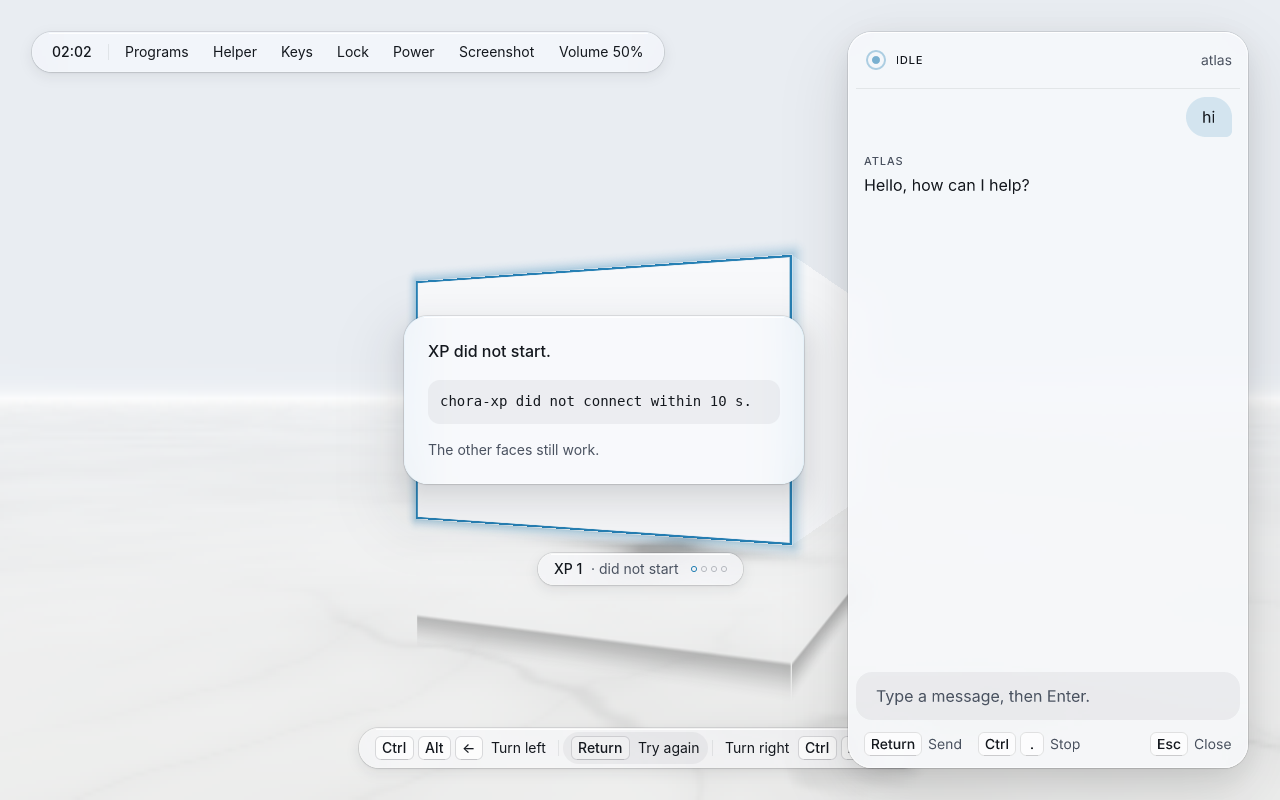 02:02 Programs Helper Keys Lock Power Screenshot Volume 50%
IDLE atlas
hi
ATLAS
Hello, how can I help?
XP did not start.
chora-xp did not connect within 10 s.
The other faces still work.
XP 1 · did not start
Ctrl Alt ← Turn left Return Try again Turn right Ctrl
Type a message, then Enter.
Return Send Ctrl . Stop Esc Close